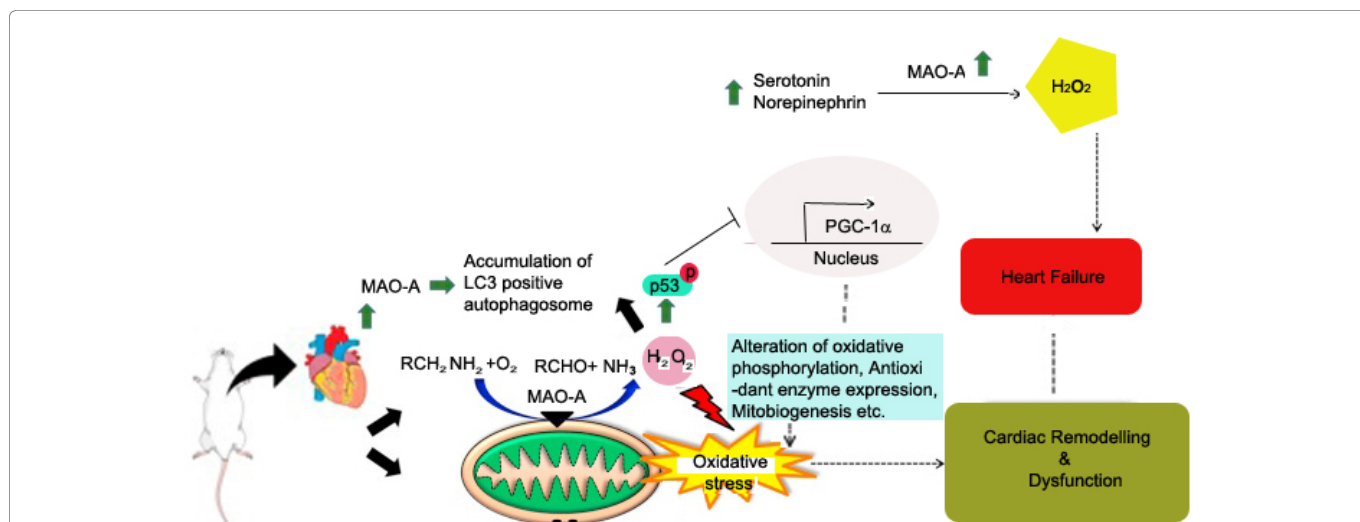 Serotonin
Norepinephrin
MAO-A
H₂O₂
PGC-1α
Nucleus
Heart Failure
MAO-A
Accumulation of
LC3 positive
autophagosome
p53
p
RCH₂NH₂+O₂
RCHO+ NH₃
H₂O₂
MAO-A
Alteration of oxidative
phosphorylation, Antioxi
-dant enzyme expression,
Mitobiogenesis etc.
Oxidative
stress
Cardiac Remodelling
&
Dysfunction